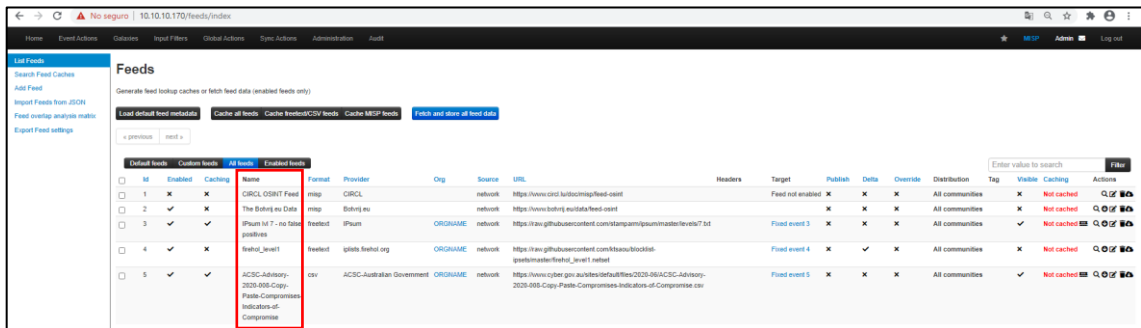 No seguro | 10.10.10.170/feeds/index
Home Event Actions Galaxies Input Filters Global Actions Sync Actions Administration Audit MISP Admin Log out
List Feeds
Search Feed Caches
Add Feed
Import Feeds from JSON
Feed overlap analysis matrix
Export Feed settings
Feeds
Generate feed lookup caches or fetch feed data (enabled feeds only)
Load default feed metadata Cache all feeds Cache freetext/CSV feeds Cache MISP feeds Fetch and store all feed data
« previous next »
Default feeds Custom feeds All feeds Enabled feeds Enter value to search Filter
Id Enabled Caching Name Format Provider Org Source URL Headers Target Publish Delta Override Distribution Tag Visible Caching Actions
1 CIRCL OSINT Feed misp CIRCL network https://www.circl.lu/doc/misp/feed-osint Feed not enabled All communities Not cached
2 The Botvrij.eu Data misp Botvrij.eu network https://www.botvrij.eu/data/feed-osint All communities Not cached
3 IPsum lvl 7 - no false positives freetext IPsum ORGNAME network https://raw.githubusercontent.com/stamparm/ipsum/master/levels/7.txt Fixed event 3 All communities Not cached
4 firehol_level1 freetext iplists.firehol.org ORGNAME network https://raw.githubusercontent.com/ktsaou/blocklist-
ipsets/master/firehol_level1.netset Fixed event 4 All communities Not cached
5 ACSC-Advisory-
2020-008-Copy-
Paste-Compromises-
Indicators-of-
Compromise csv ACSC-Australian Government ORGNAME network https://www.cyber.gov.au/sites/default/files/2020-06/ACSC-Advisory-
2020-008-Copy-Paste-Compromises-Indicators-of-Compromise.csv Fixed event 5 All communities Not cached